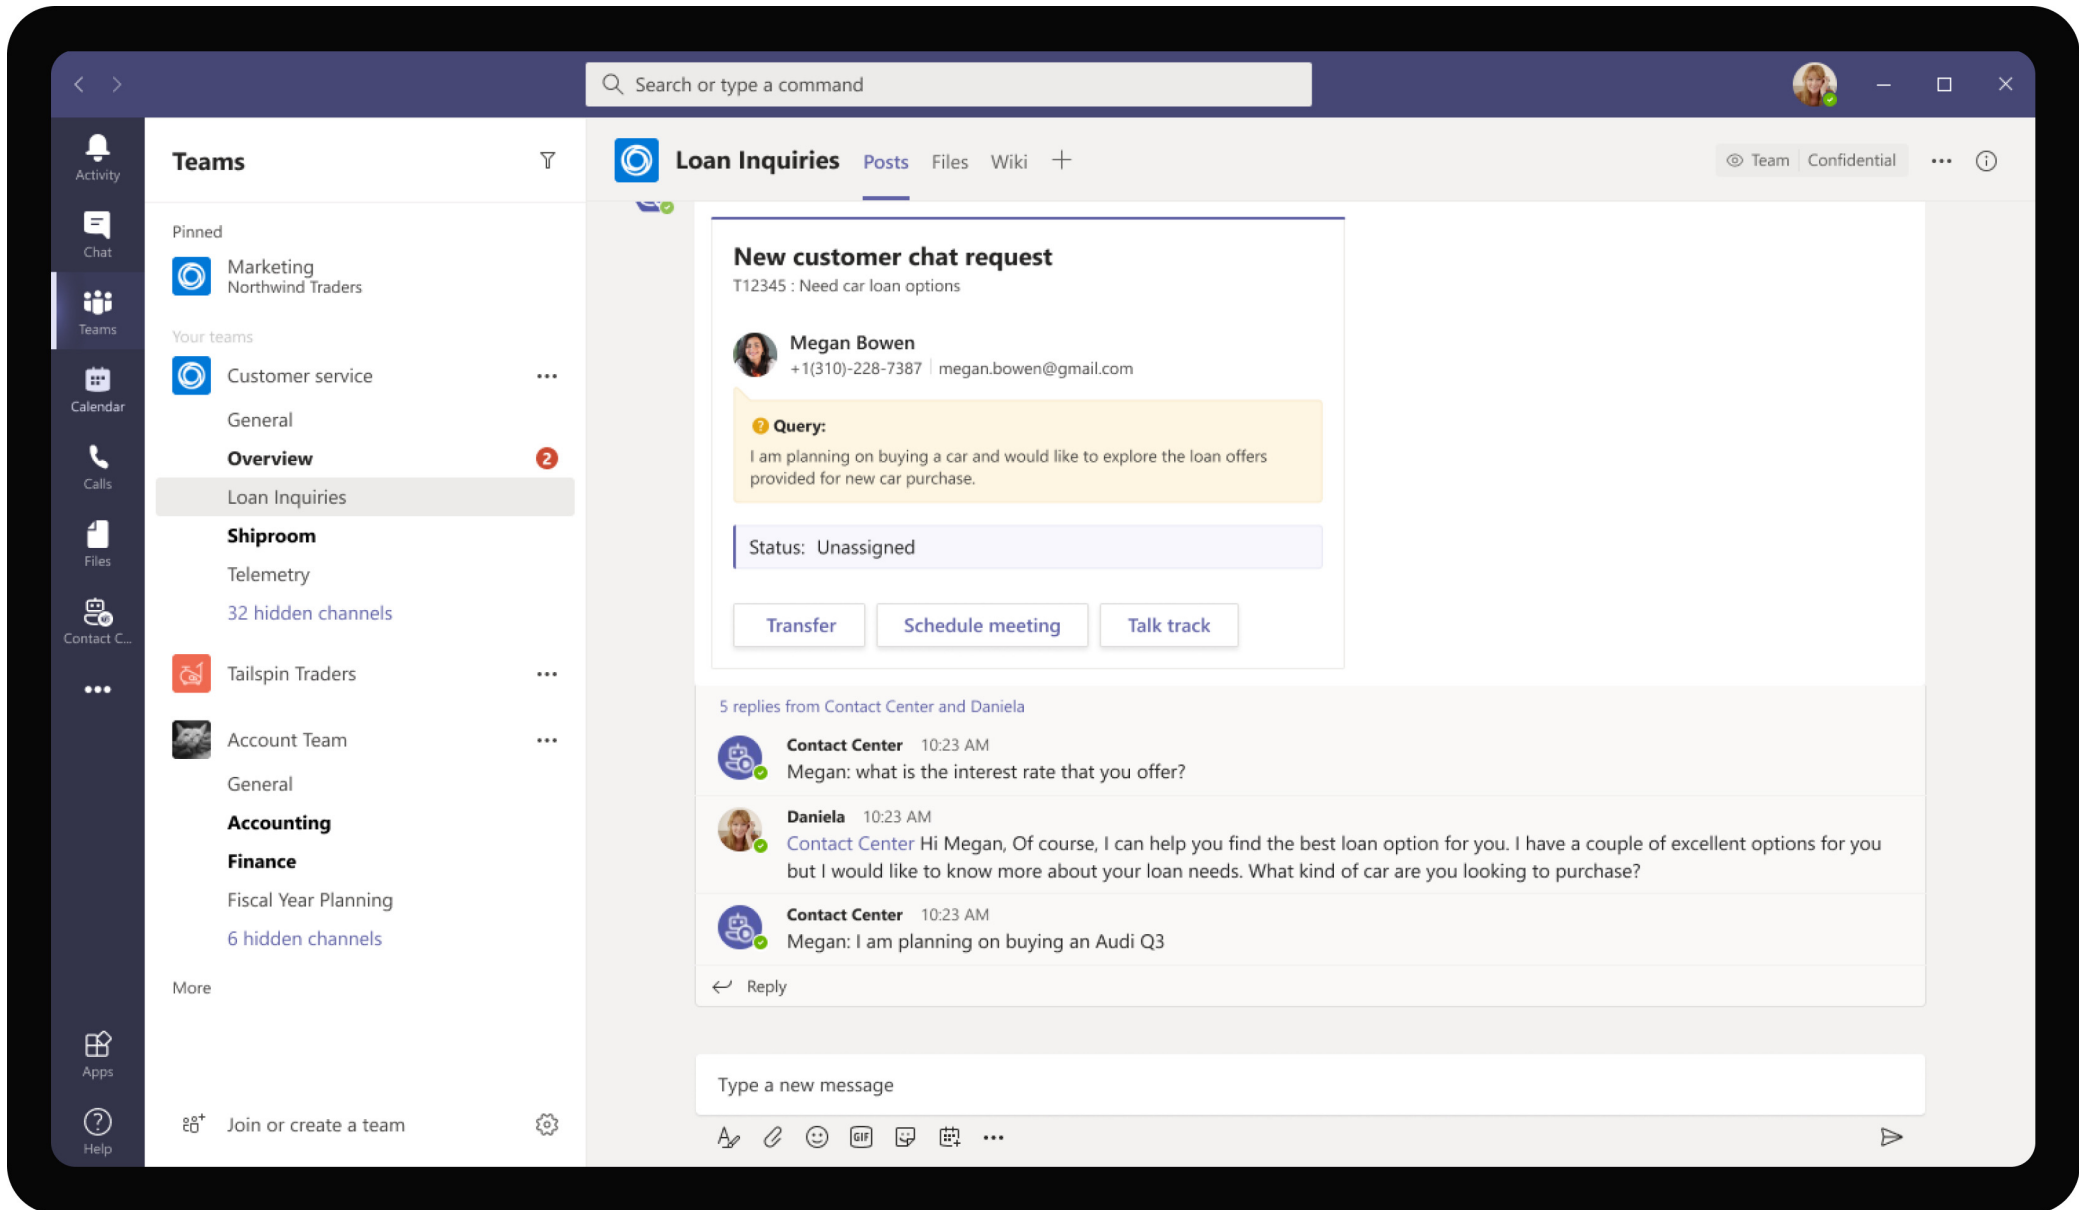 Search or type a command
Activity
Chat
Teams
Calendar
Calls
Files
Contact C...
Apps
Help
Teams
Pinned
Marketing
Northwind Traders
Your teams
Customer service
General
Overview
2
Loan Inquiries
Shiproom
Telemetry
32 hidden channels
Tailspin Traders
Account Team
General
Accounting
Finance
Fiscal Year Planning
6 hidden channels
More
Join or create a team
Loan Inquiries Posts Files Wiki
Team Confidential
New customer chat request
T12345 : Need car loan options
Megan Bowen
+1(310)-228-7387 megan.bowen@gmail.com
? Query:
I am planning on buying a car and would like to explore the loan offers
provided for new car purchase.
Status: Unassigned
Transfer Schedule meeting Talk track
5 replies from Contact Center and Daniela
Contact Center 10:23 AM
Megan: what is the interest rate that you offer?
Daniela 10:23 AM
Contact Center Hi Megan, Of course, I can help you find the best loan option for you. I have a couple of excellent options for you
but I would like to know more about your loan needs. What kind of car are you looking to purchase?
Contact Center 10:23 AM
Megan: I am planning on buying an Audi Q3
Reply
Type a new message
GIF